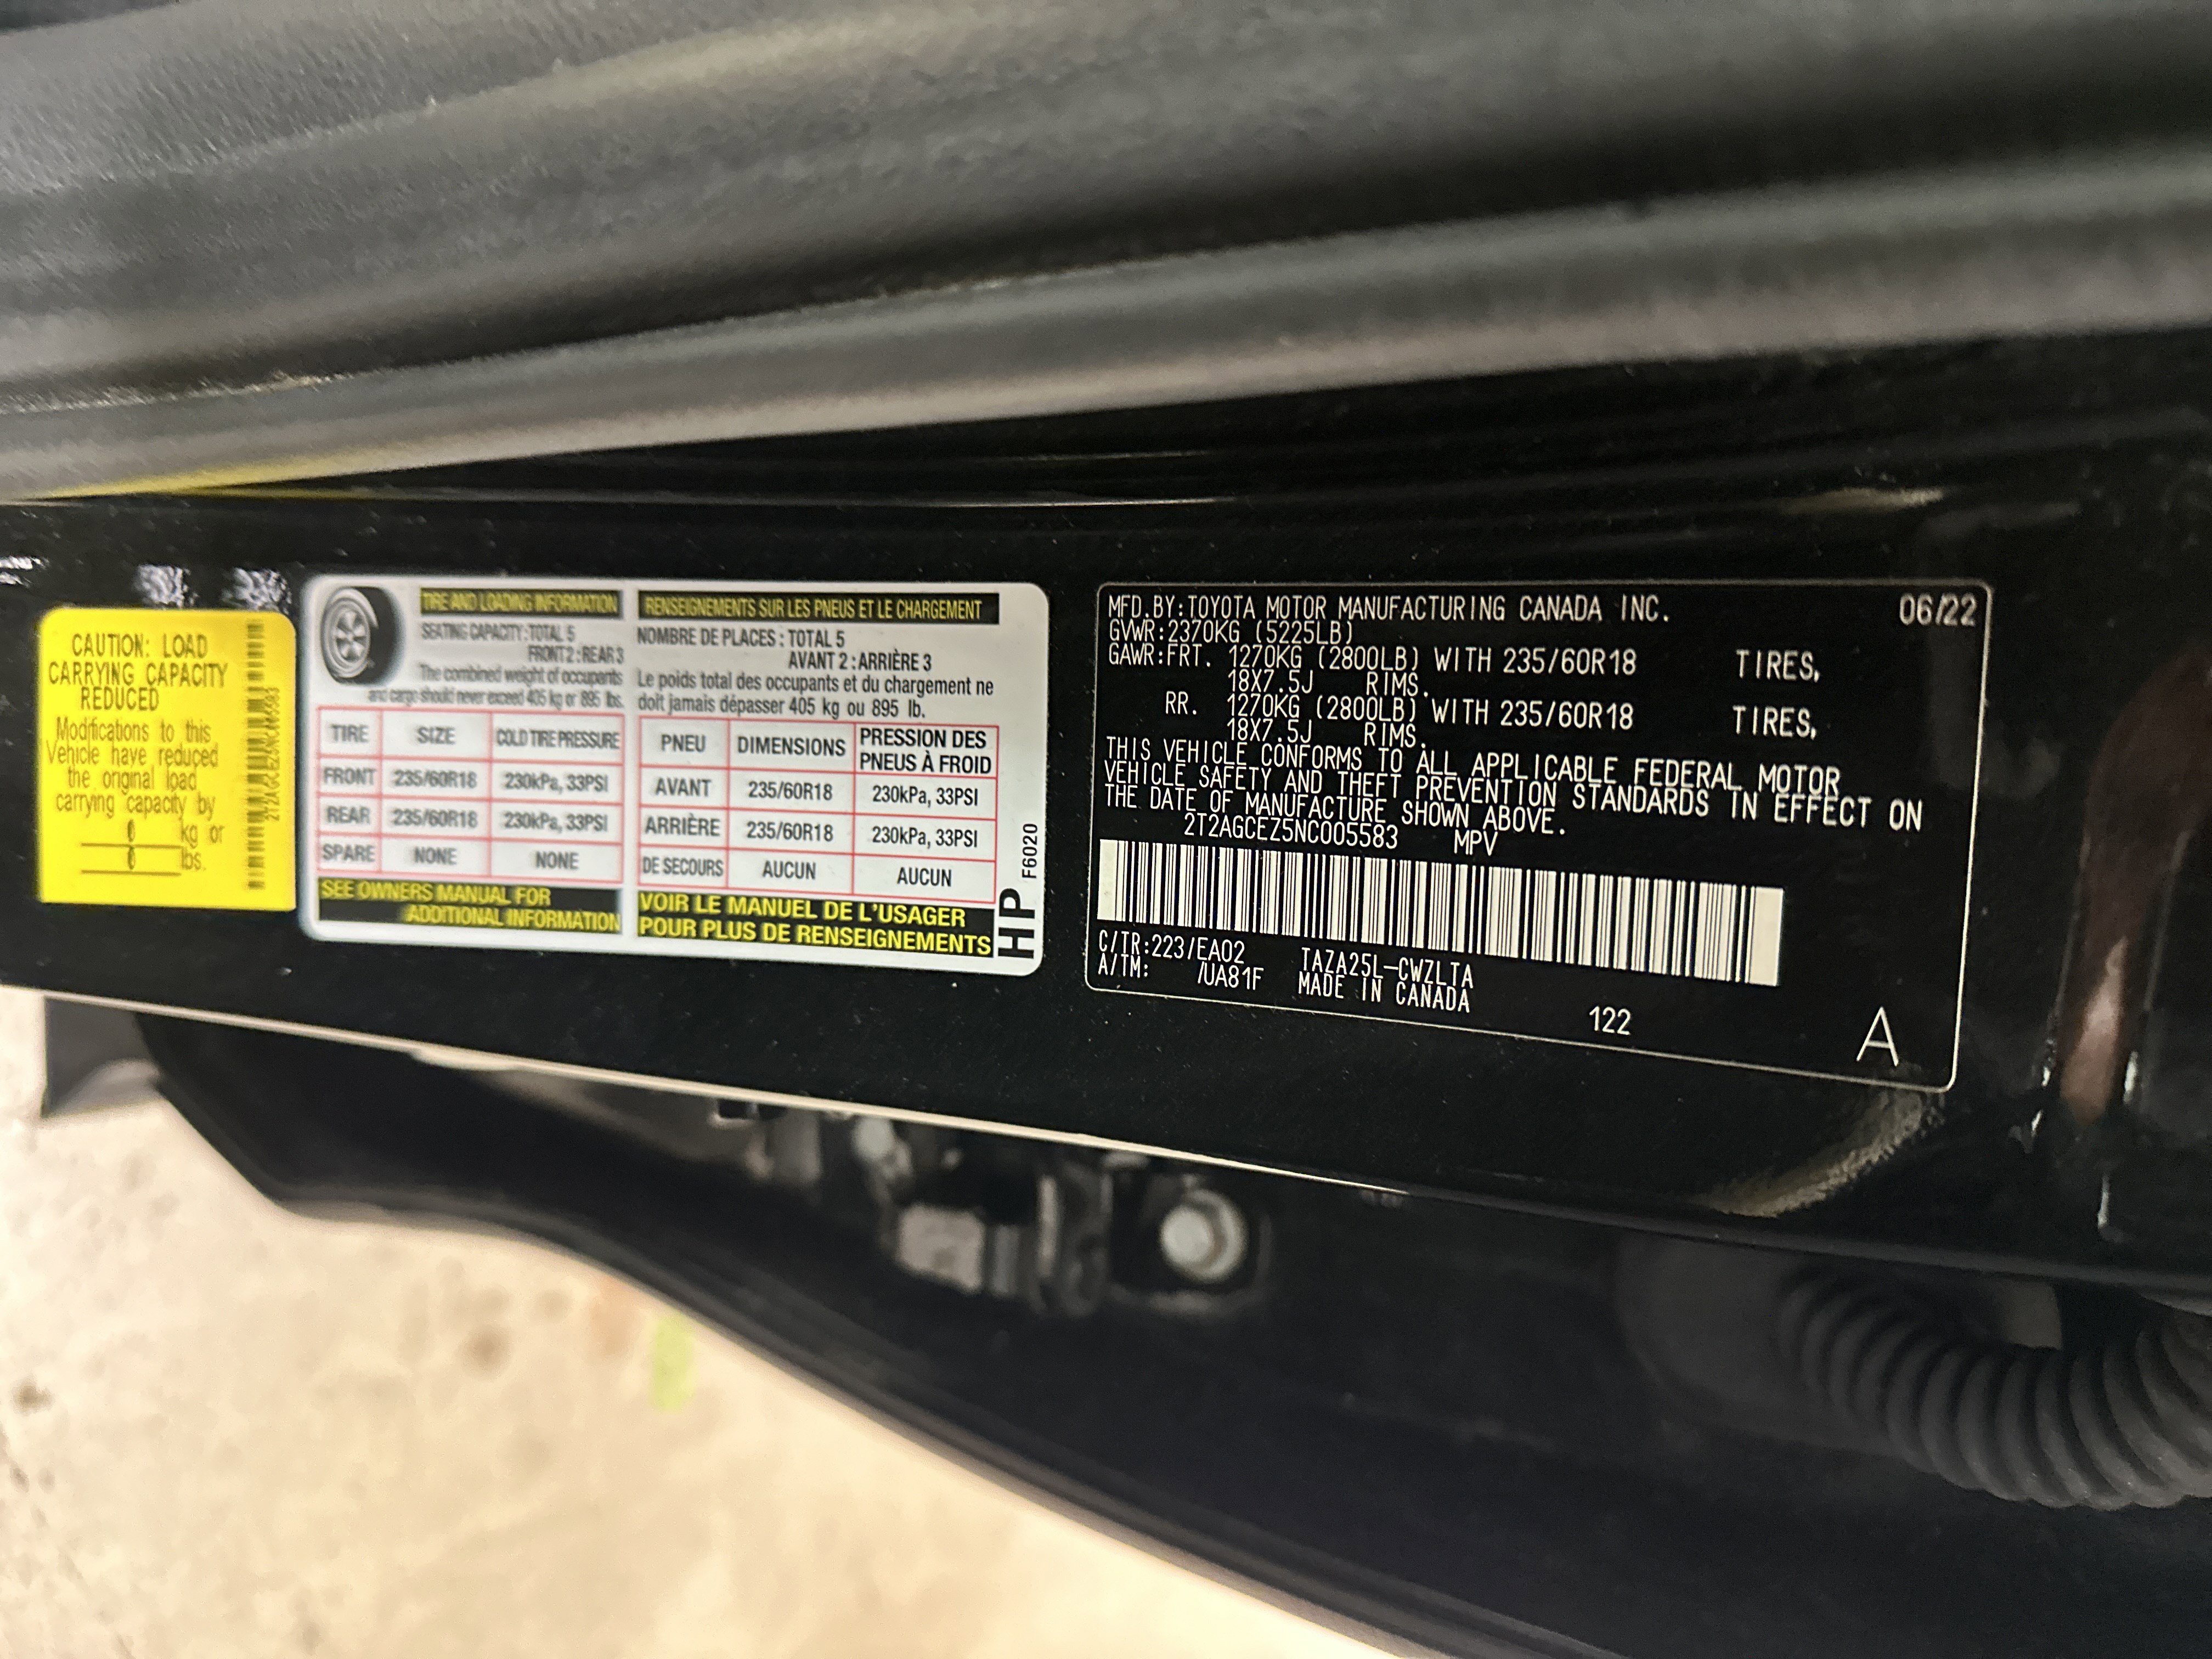 CAUTION: LOAD
CARRYING CAPACITY
REDUCED
Modifications to this
Vehicle have reduced
the original load
carrying capacity by
kg or
lbs.
TIRE AND LOADING INFORMATION
SEATING CAPACITY:TOTAL 5
FRONT 2:REAR 3
The combined weight of occupants
and cargo should never exceed 405 kg or 895 lbs.
TIRE SIZE COLD TIRE PRESSURE
FRONT 235/60R18 230kPa, 33PSI
REAR 235/60R18 230kPa, 33PSI
SPARE NONE NONE
SEE OWNERS MANUAL FOR
ADDITIONAL INFORMATION
RENSEIGNEMENTS SUR LES PNEUS ET LE CHARGEMENT
NOMBRE DE PLACES : TOTAL 5
AVANT 2 : ARRIÈRE 3
Le poids total des occupants et du chargement ne
doit jamais dépasser 405 kg ou 895 lb.
PNEU DIMENSIONS PRESSION DES
PNEUS À FROID
AVANT 235/60R18 230kPa, 33PSI
ARRIÈRE 235/60R18 230kPa, 33PSI
DE SECOURS AUCUN AUCUN
VOIR LE MANUEL DE L'USAGER
POUR PLUS DE RENSEIGNEMENTS
HP F6020
MFD.BY:TOYOTA MOTOR MANUFACTURING CANADA INC. 06/22
GVWR:2370KG (5225LB)
GAWR:FRT. 1270KG (2800LB) WITH 235/60R18 TIRES,
18X7.5J RIMS.
RR. 1270KG (2800LB) WITH 235/60R18 TIRES,
18X7.5J RIMS.
THIS VEHICLE CONFORMS TO ALL APPLICABLE FEDERAL MOTOR
VEHICLE SAFETY AND THEFT PREVENTION STANDARDS IN EFFECT ON
THE DATE OF MANUFACTURE SHOWN ABOVE.
2T2AGCEZ5NC005583 MPV
C/TR:223/EA02 TAZA25L-CWZLTA
A/TM: /UA81F MADE IN CANADA
122
A